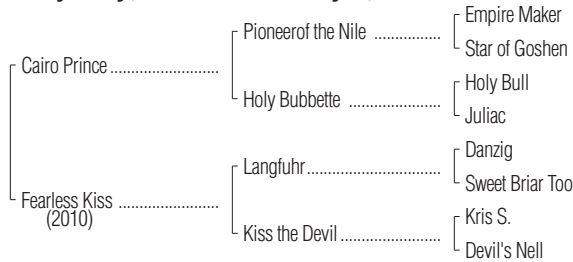 Cairo Prince
Pioneerof the Nile
Empire Maker
Star of Goshen
Holy Bubbette
Holy Bull
Juliac
Fearless Kiss
(2010)
Langfuhr
Danzig
Sweet Briar Too
Kiss the Devil
Kris S.
Devil's Nell